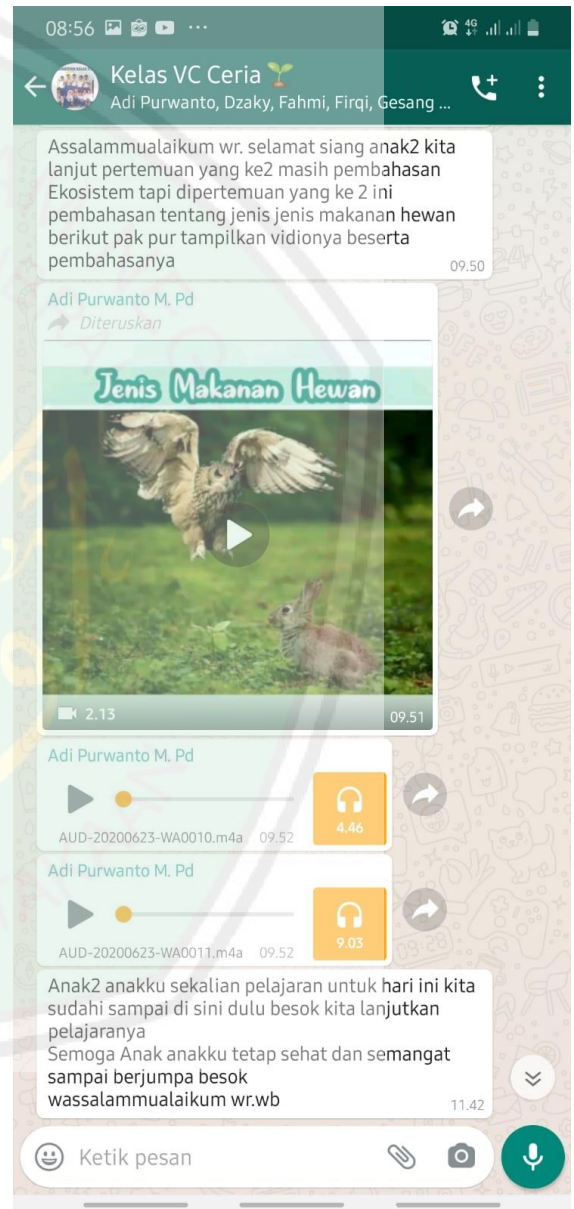 08:56
4G
Kelas VC Ceria
Adi Purwanto, Dzaky, Fahmi, Firqi, Gesang ...
Assalammualaikum wr. selamat siang anak2 kita
lanjut pertemuan yang ke2 masih pembahasan
Ekosistem tapi dipertemuan yang ke 2 ini
pembahasan tentang jenis jenis makanan hewan
berikut pak pur tampilkan vidionya beserta
pembahasanya
09.50
Adi Purwanto M. Pd
Diteruskan
Jenis Makanan Hewan
2.13
09.51
Adi Purwanto M. Pd
4.46
AUD-20200623-WA0010.m4a 09.52
Adi Purwanto M. Pd
9.03
AUD-20200623-WA0011.m4a 09.52
Anak2 anakku sekalian pelajaran untuk hari ini kita
sudahi sampai di sini dulu besok kita lanjutkan
pelajaranya
Semoga Anak anakku tetap sehat dan semangat
sampai berjumpa besok
wassalammualaikum wr.wb
11.42
Ketik pesan